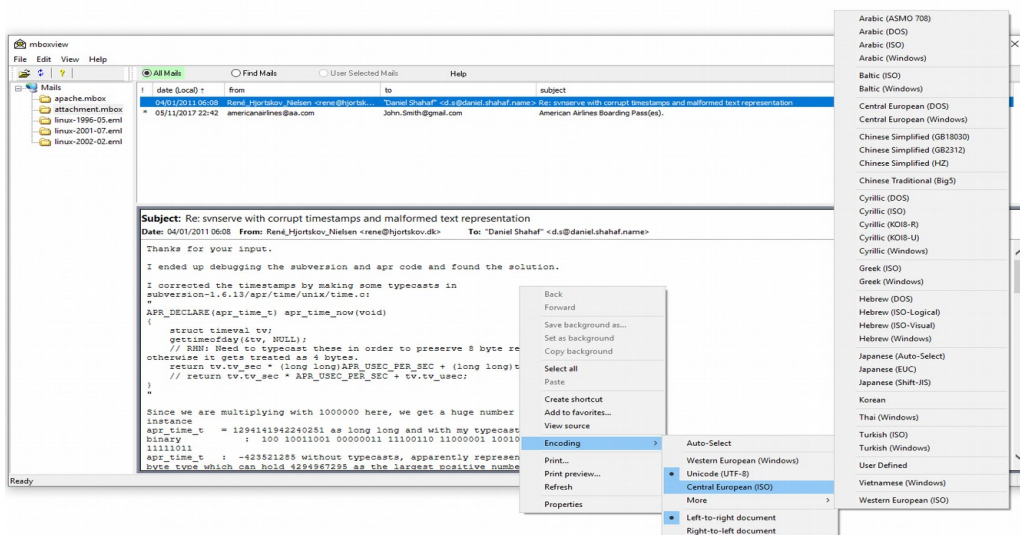 mboxview
File Edit View Help
All Mails Find Mails User Selected Mails Help
Mails
apache.mbox
attachment.mbox
linux-1996-05.eml
linux-2001-07.eml
linux-2002-02.eml
! date (Local) ↑ from to subject
04/01/2011 06:08 René_Hjortskov_Nielsen <rene@hjortsk... "Daniel Shahaf" <d.s@daniel.shahaf.name> Re: svnserve with corrupt timestamps and malformed text representation
* 05/11/2017 22:42 americanairlines@aa.com John.Smith@gmail.com American Airlines Boarding Pass(es).
Subject: Re: svnserve with corrupt timestamps and malformed text representation
Date: 04/01/2011 06:08 From: René_Hjortskov_Nielsen <rene@hjortskov.dk> To: "Daniel Shahaf" <d.s@daniel.shahaf.name>
Thanks for your input.
I ended up debugging the subversion and apr code and found the solution.
I corrected the timestamps by making some typecasts in
subversion-1.6.13/apr/time/unix/time.c:
"
APR_DECLARE(apr_time_t) apr_time_now(void)
{
struct timeval tv;
gettimeofday(&tv, NULL);
// RHN: Need to typecast these in order to preserve 8 byte re
otherwise it gets treated as 4 bytes.
return tv.tv_sec * (long long)APR_USEC_PER_SEC + (long long)t
// return tv.tv_sec * APR_USEC_PER_SEC + tv.tv_usec;
}
"
Since we are multiplying with 1000000 here, we get a huge number
instance
apr_time_t = 1294141942240251 as long long and with my typecast
binary : 100 10011001 00000011 11100110 11000001 10010
11111011
apr_time_t : -423521285 without typecasts, apparently represen
byte type which can hold 4294967295 as the largest positive numbe
Ready
Back
Forward
Save background as...
Set as background
Copy background
Select all
Paste
Create shortcut
Add to favorites...
View source
Encoding >
Print...
Print preview...
Refresh
Properties
Auto-Select
Western European (Windows)
Unicode (UTF-8)
Central European (ISO)
More >
Left-to-right document
Right-to-left document
Arabic (ASMO 708)
Arabic (DOS)
Arabic (ISO)
Arabic (Windows)
Baltic (ISO)
Baltic (Windows)
Central European (DOS)
Central European (Windows)
Chinese Simplified (GB18030)
Chinese Simplified (GB2312)
Chinese Simplified (HZ)
Chinese Traditional (Big5)
Cyrillic (DOS)
Cyrillic (ISO)
Cyrillic (KOI8-R)
Cyrillic (KOI8-U)
Cyrillic (Windows)
Greek (ISO)
Greek (Windows)
Hebrew (DOS)
Hebrew (ISO-Logical)
Hebrew (ISO-Visual)
Hebrew (Windows)
Japanese (Auto-Select)
Japanese (EUC)
Japanese (Shift-JIS)
Korean
Thai (Windows)
Turkish (ISO)
Turkish (Windows)
User Defined
Vietnamese (Windows)
Western European (ISO)